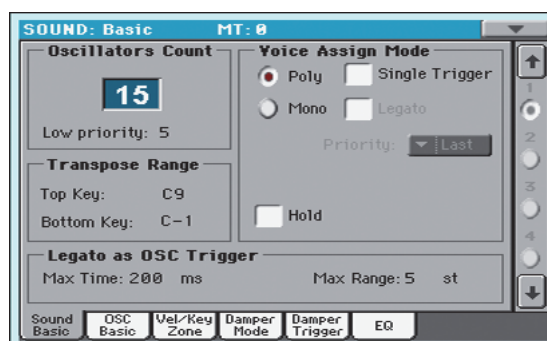 SOUND: Basic MT: 0
Oscillators Count
15
Low priority: 5
Transpose Range
Top Key: C9
Bottom Key: C-1
Voice Assign Mode
Poly Single Trigger
Mono Legato
Priority: Last
Hold
Legato as OSC Trigger
Max Time: 200 ms Max Range: 5 st
1
2
3
4
Sound Basic
OSC Basic
Vel/Key Zone
Damper Mode
Damper Trigger
EQ